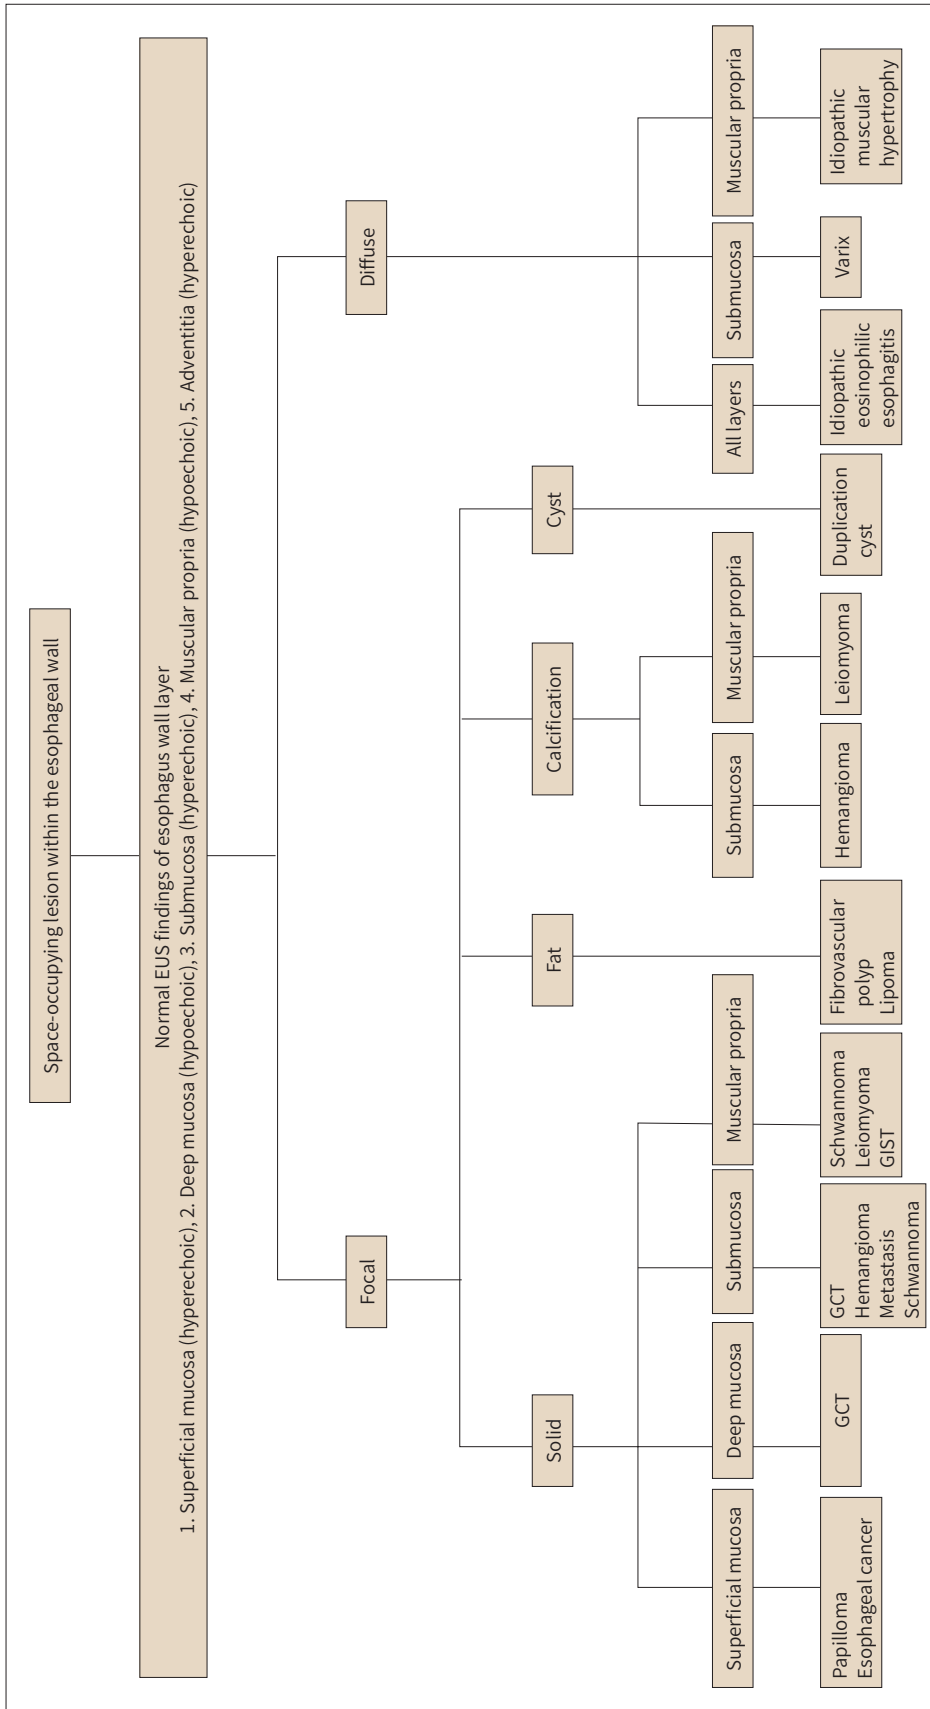 Space-occupying lesion within the esophageal wall
Normal EUS findings of esophagus wall layer
1. Superficial mucosa (hyperechoic), 2. Deep mucosa (hypoechoic), 3. Submucosa (hyperechoic), 4. Muscular propria (hypoechoic), 5. Adventitia (hyperechoic)
Focal
Diffuse
Solid
Fat
Calcification
Cyst
Superficial mucosa
Deep mucosa
Submucosa
Muscular propria
Submucosa
Muscular propria
All layers
Submucosa
Muscular propria
Papilloma
Esophageal cancer
GCT
GCT
Hemangioma
Metastasis
Schwannoma
Schwannoma
Leiomyoma
GIST
Fibrovascular
polyp
Lipoma
Hemangioma
Leiomyoma
Duplication
cyst
Idiopathic
eosinophilic
esophagitis
Varix
Idiopathic
muscular
hypertrophy